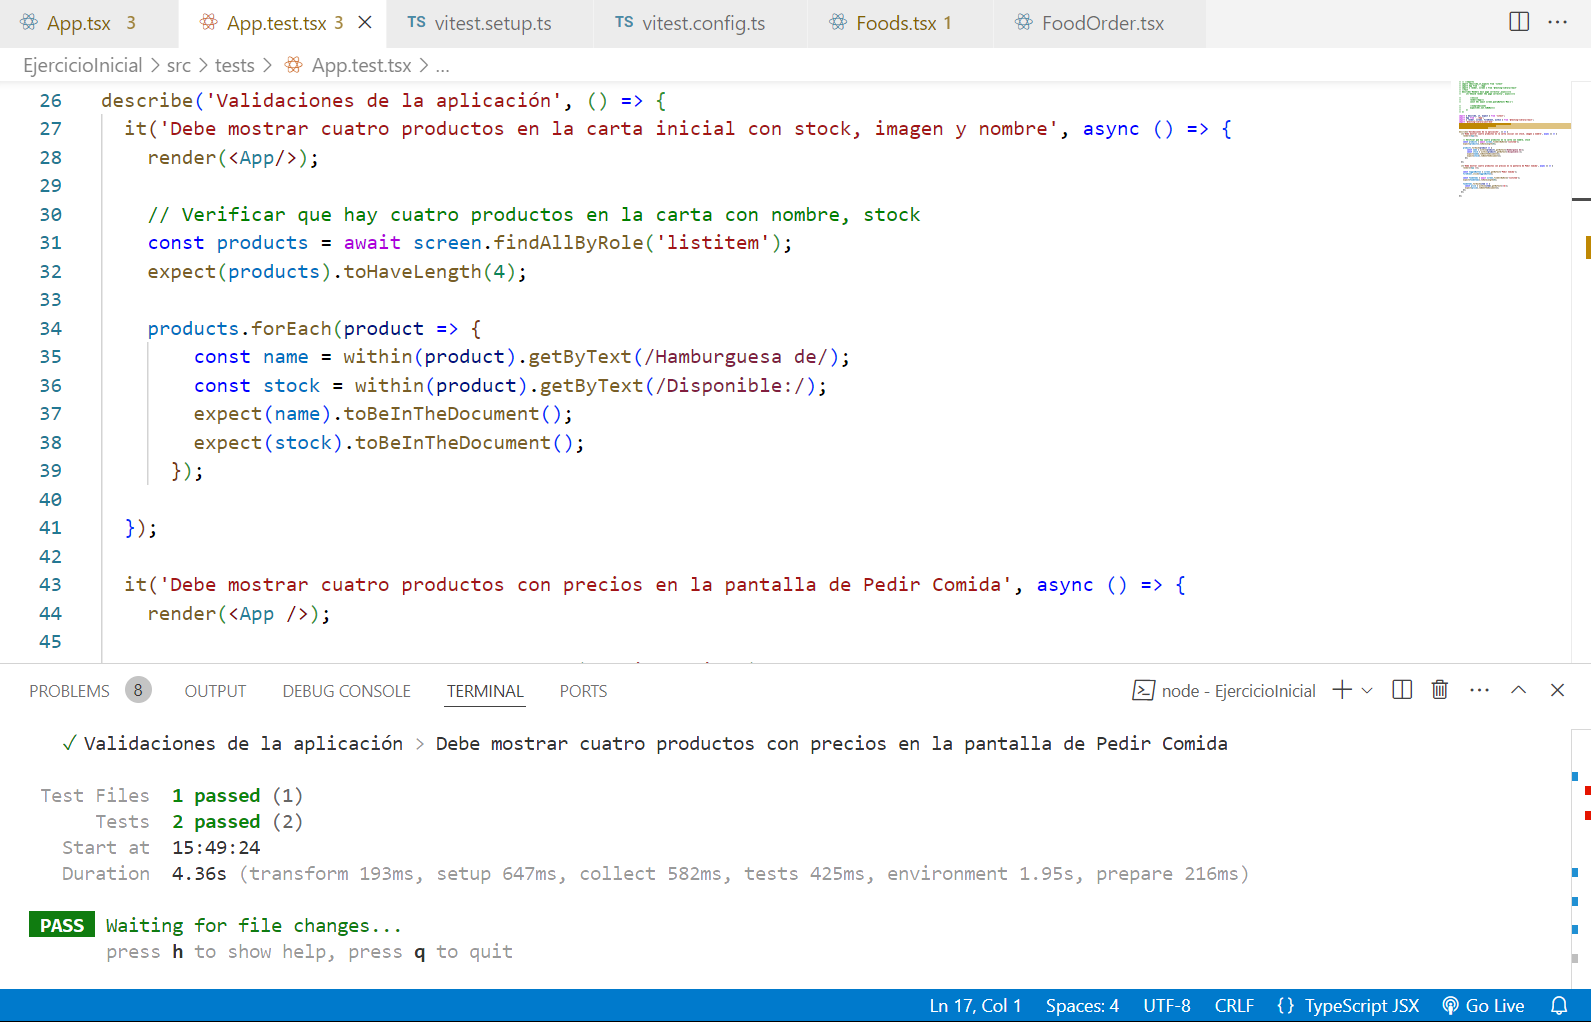 App.tsx 3 App.test.tsx 3 TS vitest.setup.ts TS vitest.config.ts Foods.tsx 1 FoodOrder.tsx ...
EjercicioInicial > src > tests > App.test.tsx > ...
26 describe('Validaciones de la aplicación', () => {
27 it('Debe mostrar cuatro productos en la carta inicial con stock, imagen y nombre', async () => {
28 render(<App/>);
29
30 // Verificar que hay cuatro productos en la carta con nombre, stock
31 const products = await screen.findAllByRole('listitem');
32 expect(products).toHaveLength(4);
33
34 products.forEach(product => {
35 const name = within(product).getByText(/Hamburguesa de/);
36 const stock = within(product).getByText(/Disponible:/);
37 expect(name).toBeInTheDocument();
38 expect(stock).toBeInTheDocument();
39 });
40
41 });
42
43 it('Debe mostrar cuatro productos con precios en la pantalla de Pedir Comida', async () => {
44 render(<App />);
45
PROBLEMS 8 OUTPUT DEBUG CONSOLE TERMINAL PORTS node - EjercicioInicial ...
✓ Validaciones de la aplicación > Debe mostrar cuatro productos con precios en la pantalla de Pedir Comida
Test Files 1 passed (1)
Tests 2 passed (2)
Start at 15:49:24
Duration 4.36s (transform 193ms, setup 647ms, collect 582ms, tests 425ms, environment 1.95s, prepare 216ms)
PASS Waiting for file changes...
press h to show help, press q to quit
Ln 17, Col 1 Spaces: 4 UTF-8 CRLF {} TypeScript JSX Go Live